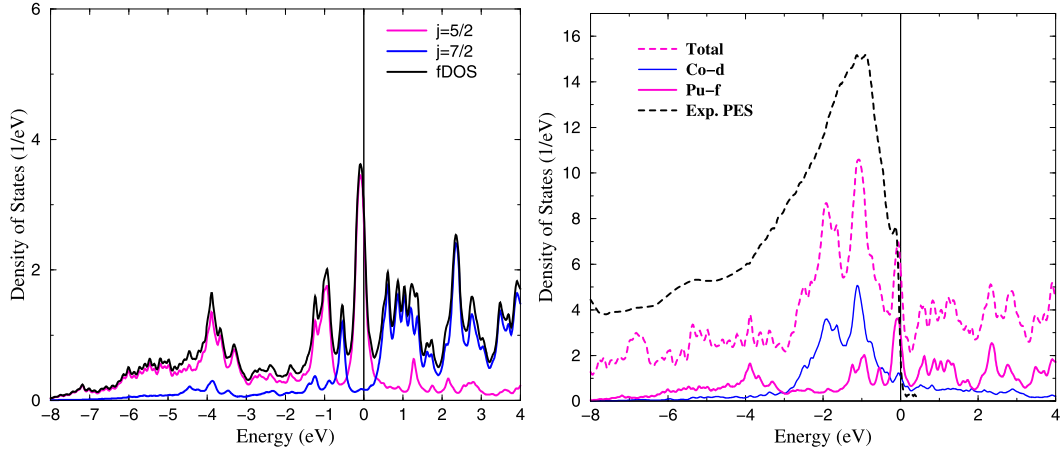 6
4
2
0
Density of States (1/eV)
j=5/2
j=7/2
fDOS
−8 −7 −6 −5 −4 −3 −2 −1 0 1 2 3 4
Energy (eV)
16
14
12
10
8
6
4
2
0
Density of States (1/eV)
Total
Co−d
Pu−f
Exp. PES
−8 −6 −4 −2 0 2 4
Energy (eV)